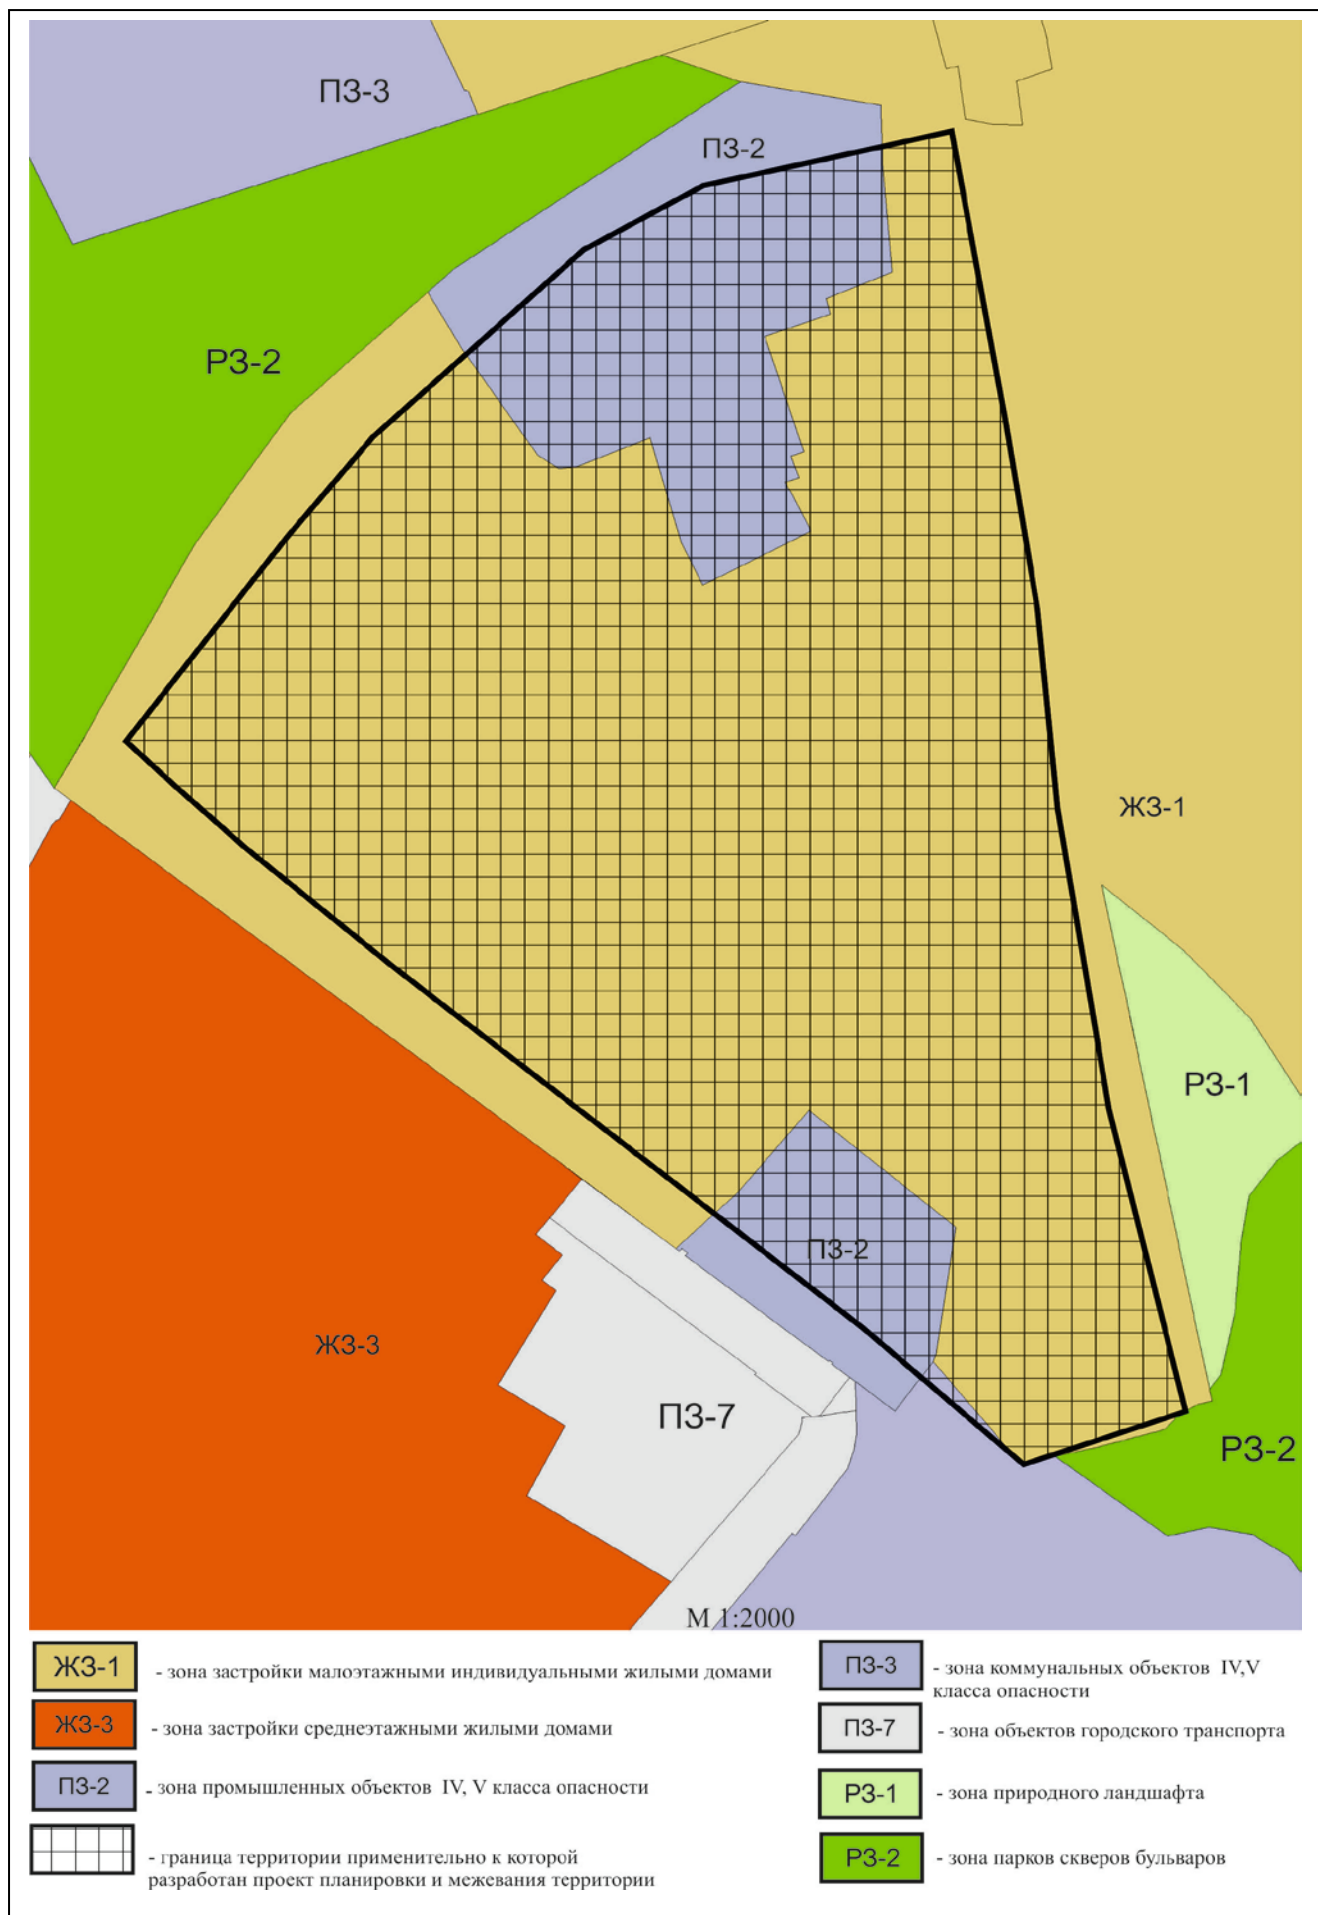 ПЗ-3
ПЗ-2
РЗ-2
ЖЗ-1
РЗ-1
ПЗ-2
ЖЗ-3
ПЗ-7
РЗ-2
М 1:2000
ЖЗ-1 - зона застройки малоэтажными индивидуальными жилыми домами
ЖЗ-3 - зона застройки среднеэтажными жилыми домами
ПЗ-2 - зона промышленных объектов IV, V класса опасности
- граница территории применительно к которой
разработан проект планировки и межевания территории
ПЗ-3 - зона коммунальных объектов IV,V
класса опасности
ПЗ-7 - зона объектов городского транспорта
РЗ-1 - зона природного ландшафта
РЗ-2 - зона парков скверов бульваров